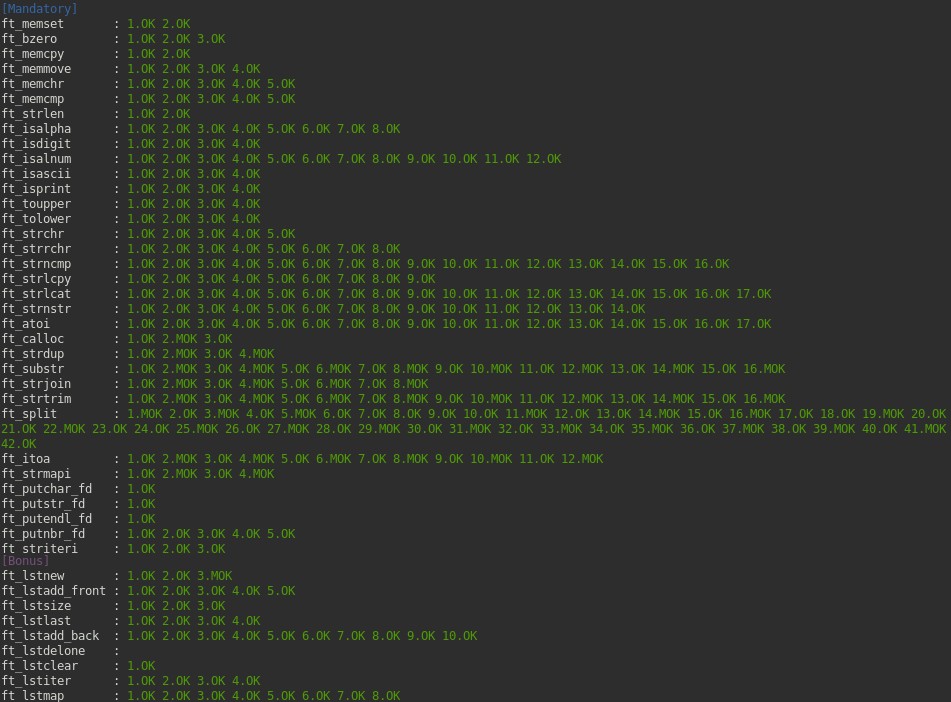 [Mandatory]
ft_memset : 1.OK 2.OK
ft_bzero : 1.OK 2.OK 3.OK
ft_memcpy : 1.OK 2.OK
ft_memmove : 1.OK 2.OK 3.OK 4.OK
ft_memchr : 1.OK 2.OK 3.OK 4.OK 5.OK
ft_memcmp : 1.OK 2.OK 3.OK 4.OK 5.OK
ft_strlen : 1.OK 2.OK
ft_isalpha : 1.OK 2.OK 3.OK 4.OK 5.OK 6.OK 7.OK 8.OK
ft_isdigit : 1.OK 2.OK 3.OK 4.OK
ft_isalnum : 1.OK 2.OK 3.OK 4.OK 5.OK 6.OK 7.OK 8.OK 9.OK 10.OK 11.OK 12.OK
ft_isascii : 1.OK 2.OK 3.OK 4.OK
ft_isprint : 1.OK 2.OK 3.OK 4.OK
ft_toupper : 1.OK 2.OK 3.OK 4.OK
ft_tolower : 1.OK 2.OK 3.OK 4.OK
ft_strchr : 1.OK 2.OK 3.OK 4.OK 5.OK
ft_strrchr : 1.OK 2.OK 3.OK 4.OK 5.OK 6.OK 7.OK 8.OK
ft_strncmp : 1.OK 2.OK 3.OK 4.OK 5.OK 6.OK 7.OK 8.OK 9.OK 10.OK 11.OK 12.OK 13.OK 14.OK 15.OK 16.OK
ft_strlcpy : 1.OK 2.OK 3.OK 4.OK 5.OK 6.OK 7.OK 8.OK 9.OK
ft_strlcat : 1.OK 2.OK 3.OK 4.OK 5.OK 6.OK 7.OK 8.OK 9.OK 10.OK 11.OK 12.OK 13.OK 14.OK 15.OK 16.OK 17.OK
ft_strnstr : 1.OK 2.OK 3.OK 4.OK 5.OK 6.OK 7.OK 8.OK 9.OK 10.OK 11.OK 12.OK 13.OK 14.OK
ft_atoi : 1.OK 2.OK 3.OK 4.OK 5.OK 6.OK 7.OK 8.OK 9.OK 10.OK 11.OK 12.OK 13.OK 14.OK 15.OK 16.OK 17.OK
ft_calloc : 1.OK 2.MOK 3.OK
ft_strdup : 1.OK 2.MOK 3.OK 4.MOK
ft_substr : 1.OK 2.MOK 3.OK 4.MOK 5.OK 6.MOK 7.OK 8.MOK 9.OK 10.MOK 11.OK 12.MOK 13.OK 14.MOK 15.OK 16.MOK
ft_strjoin : 1.OK 2.MOK 3.OK 4.MOK 5.OK 6.MOK 7.OK 8.MOK
ft_strtrim : 1.OK 2.MOK 3.OK 4.MOK 5.OK 6.MOK 7.OK 8.MOK 9.OK 10.MOK 11.OK 12.MOK 13.OK 14.MOK 15.OK 16.MOK
ft_split : 1.MOK 2.OK 3.MOK 4.OK 5.MOK 6.OK 7.OK 8.OK 9.OK 10.OK 11.MOK 12.OK 13.OK 14.MOK 15.OK 16.MOK 17.OK 18.OK 19.MOK 20.OK
21.OK 22.MOK 23.OK 24.OK 25.MOK 26.OK 27.MOK 28.OK 29.MOK 30.OK 31.MOK 32.OK 33.MOK 34.OK 35.MOK 36.OK 37.MOK 38.OK 39.MOK 40.OK 41.MOK
42.OK
ft_itoa : 1.OK 2.MOK 3.OK 4.MOK 5.OK 6.MOK 7.OK 8.MOK 9.OK 10.MOK 11.OK 12.MOK
ft_strmapi : 1.OK 2.MOK 3.OK 4.MOK
ft_putchar_fd : 1.OK
ft_putstr_fd : 1.OK
ft_putendl_fd : 1.OK
ft_putnbr_fd : 1.OK 2.OK 3.OK 4.OK 5.OK
ft_striteri : 1.OK 2.OK 3.OK
[Bonus]
ft_lstnew : 1.OK 2.OK 3.MOK
ft_lstadd_front : 1.OK 2.OK 3.OK 4.OK 5.OK
ft_lstsize : 1.OK 2.OK 3.OK
ft_lstlast : 1.OK 2.OK 3.OK 4.OK
ft_lstadd_back : 1.OK 2.OK 3.OK 4.OK 5.OK 6.OK 7.OK 8.OK 9.OK 10.OK
ft_lstdelone :
ft_lstclear : 1.OK
ft_lstiter : 1.OK 2.OK 3.OK 4.OK
ft_lstmap : 1.OK 2.OK 3.OK 4.OK 5.OK 6.OK 7.OK 8.OK